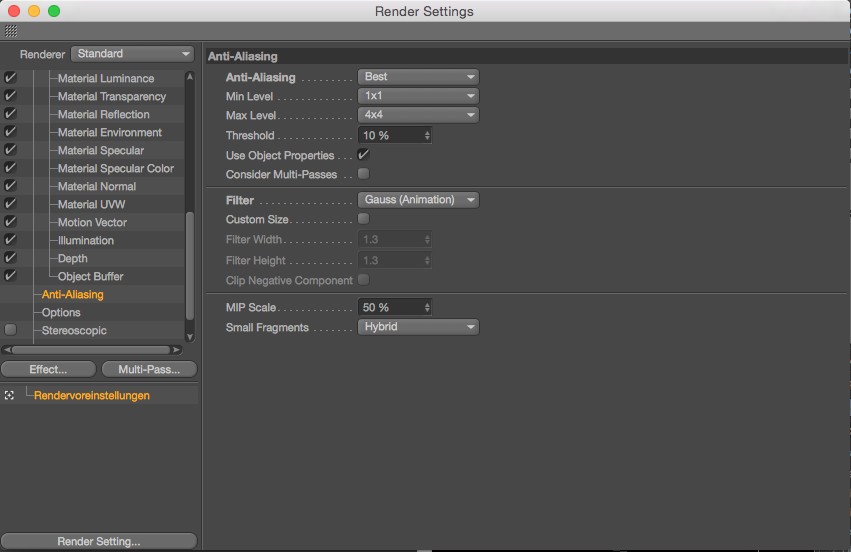 Render Settings
Renderer Standard
Material Luminance
Material Transparency
Material Reflection
Material Environment
Material Specular
Material Specular Color
Material Normal
Material UVW
Motion Vector
Illumination
Depth
Object Buffer
Anti-Aliasing
Options
Stereoscopic
Effect... Multi-Pass...
Rendervoreinstellungen
Render Setting...
Anti-Aliasing
Anti-Aliasing . . . . . . . . Best
Min Level . . . . . . . . . . . . 1x1
Max Level. . . . . . . . . . . . 4x4
Threshold . . . . . . . . . . . 10 %
Use Object Properties . . .
Consider Multi-Passes . .
Filter . . . . . . . . . . . . . . . Gauss (Animation)
Custom Size. . . . . . . . . .
Filter Width . . . . . . . . . . . 1.3
Filter Height . . . . . . . . . . 1.3
Clip Negative Component
MIP Scale. . . . . . . . . . . . 50 %
Small Fragments . . . . . . Hybrid